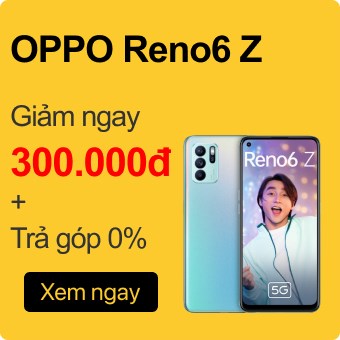 OPPO Reno6 Z
Giảm ngay
300.000đ
+
Trả góp 0%
Xem ngay
Reno6 Z
5G